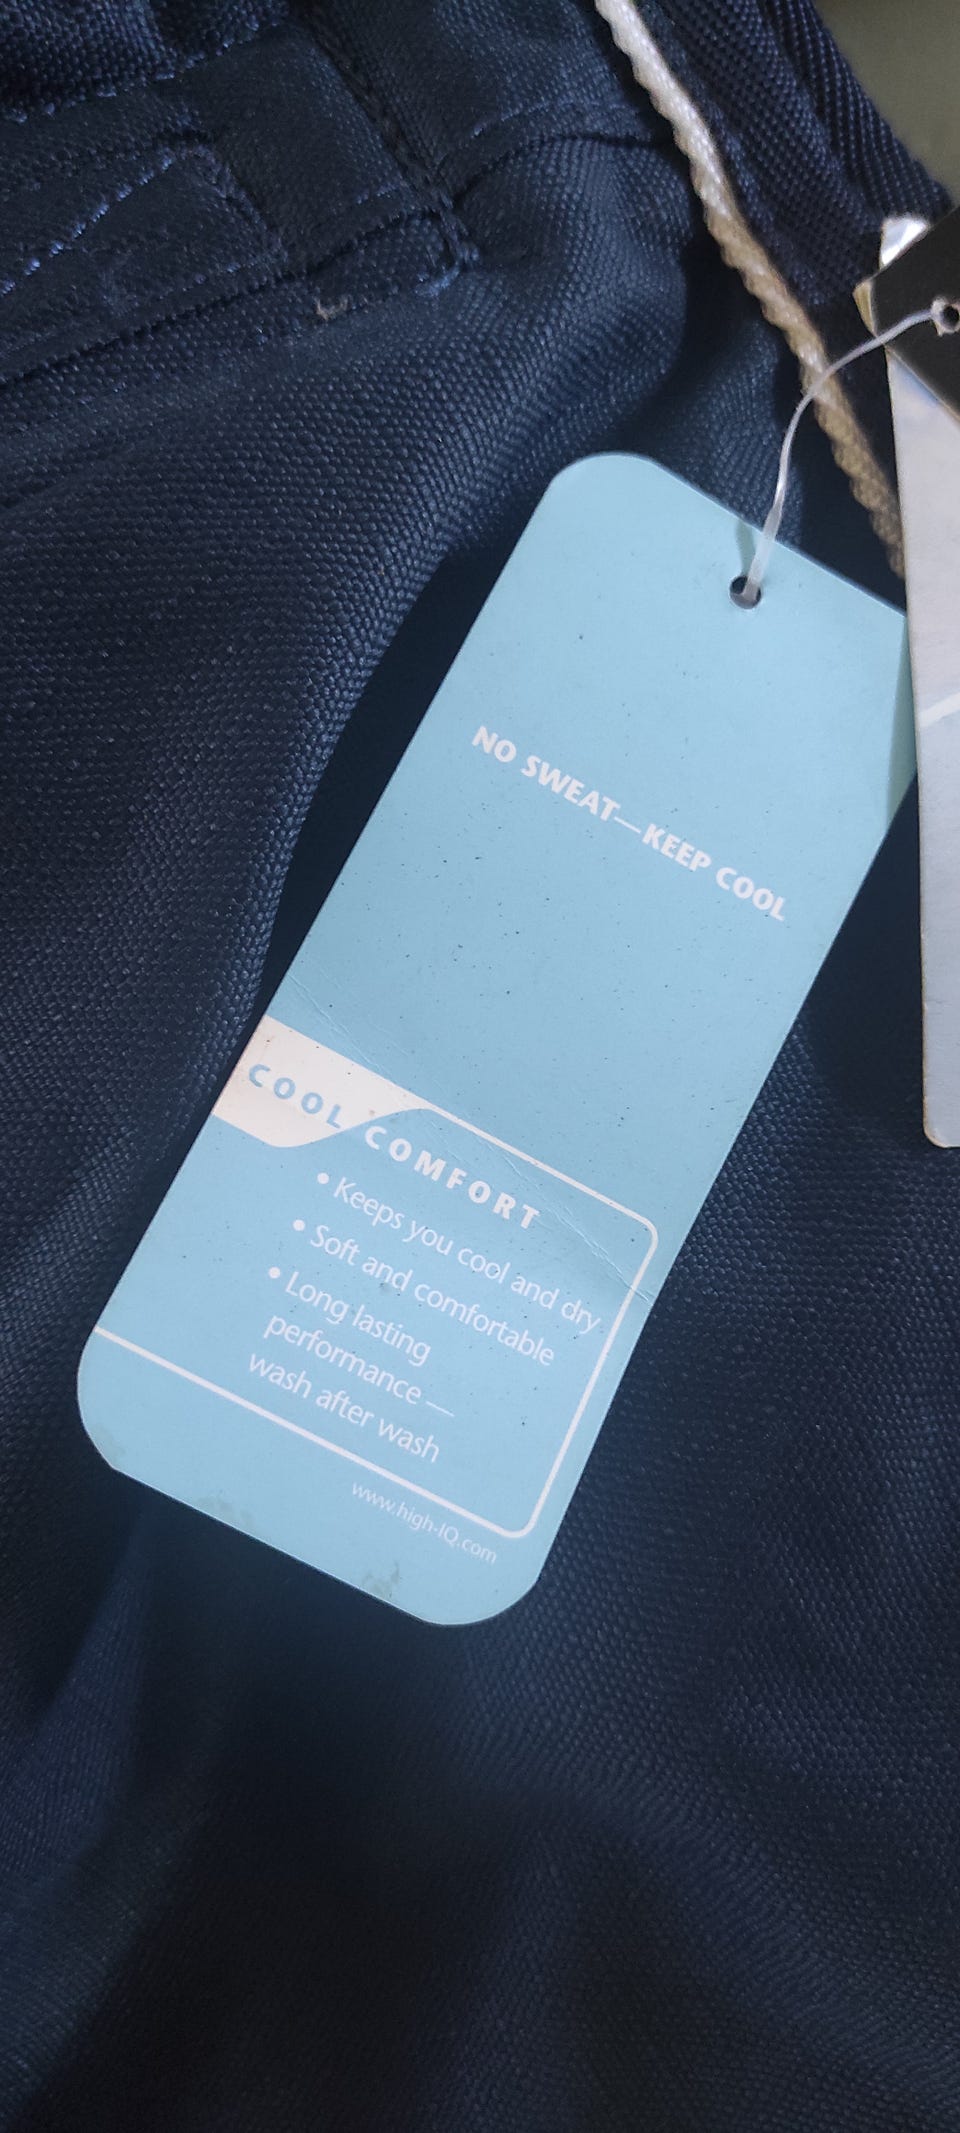 NO SWEAT—KEEP COOL
COOL COMFORT
• Keeps you cool and dry
• Soft and comfortable
• Long lasting
performance —
wash after wash
www.high-IQ.com